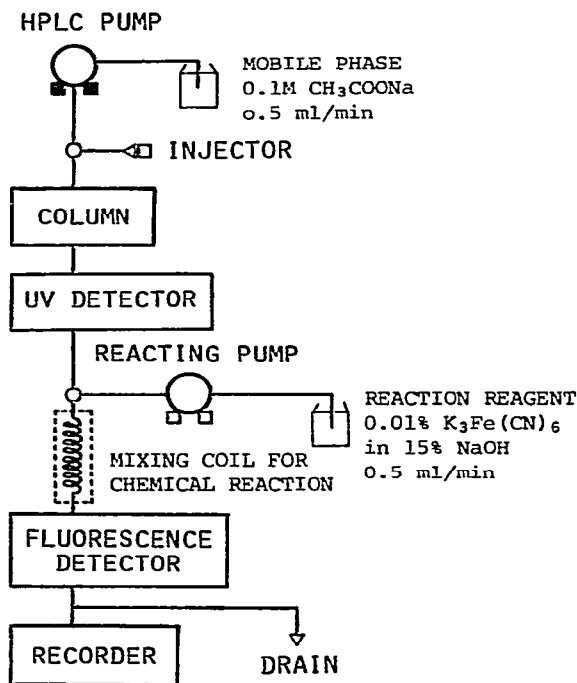 HPLC PUMP
MOBILE PHASE
0.1M CH₃COONa
o.5 ml/min
INJECTOR
COLUMN
UV DETECTOR
REACTING PUMP
REACTION REAGENT
0.01% K₃Fe(CN)₆
in 15% NaOH
0.5 ml/min
MIXING COIL FOR
CHEMICAL REACTION
FLUORESCENCE
DETECTOR
RECORDER
DRAIN